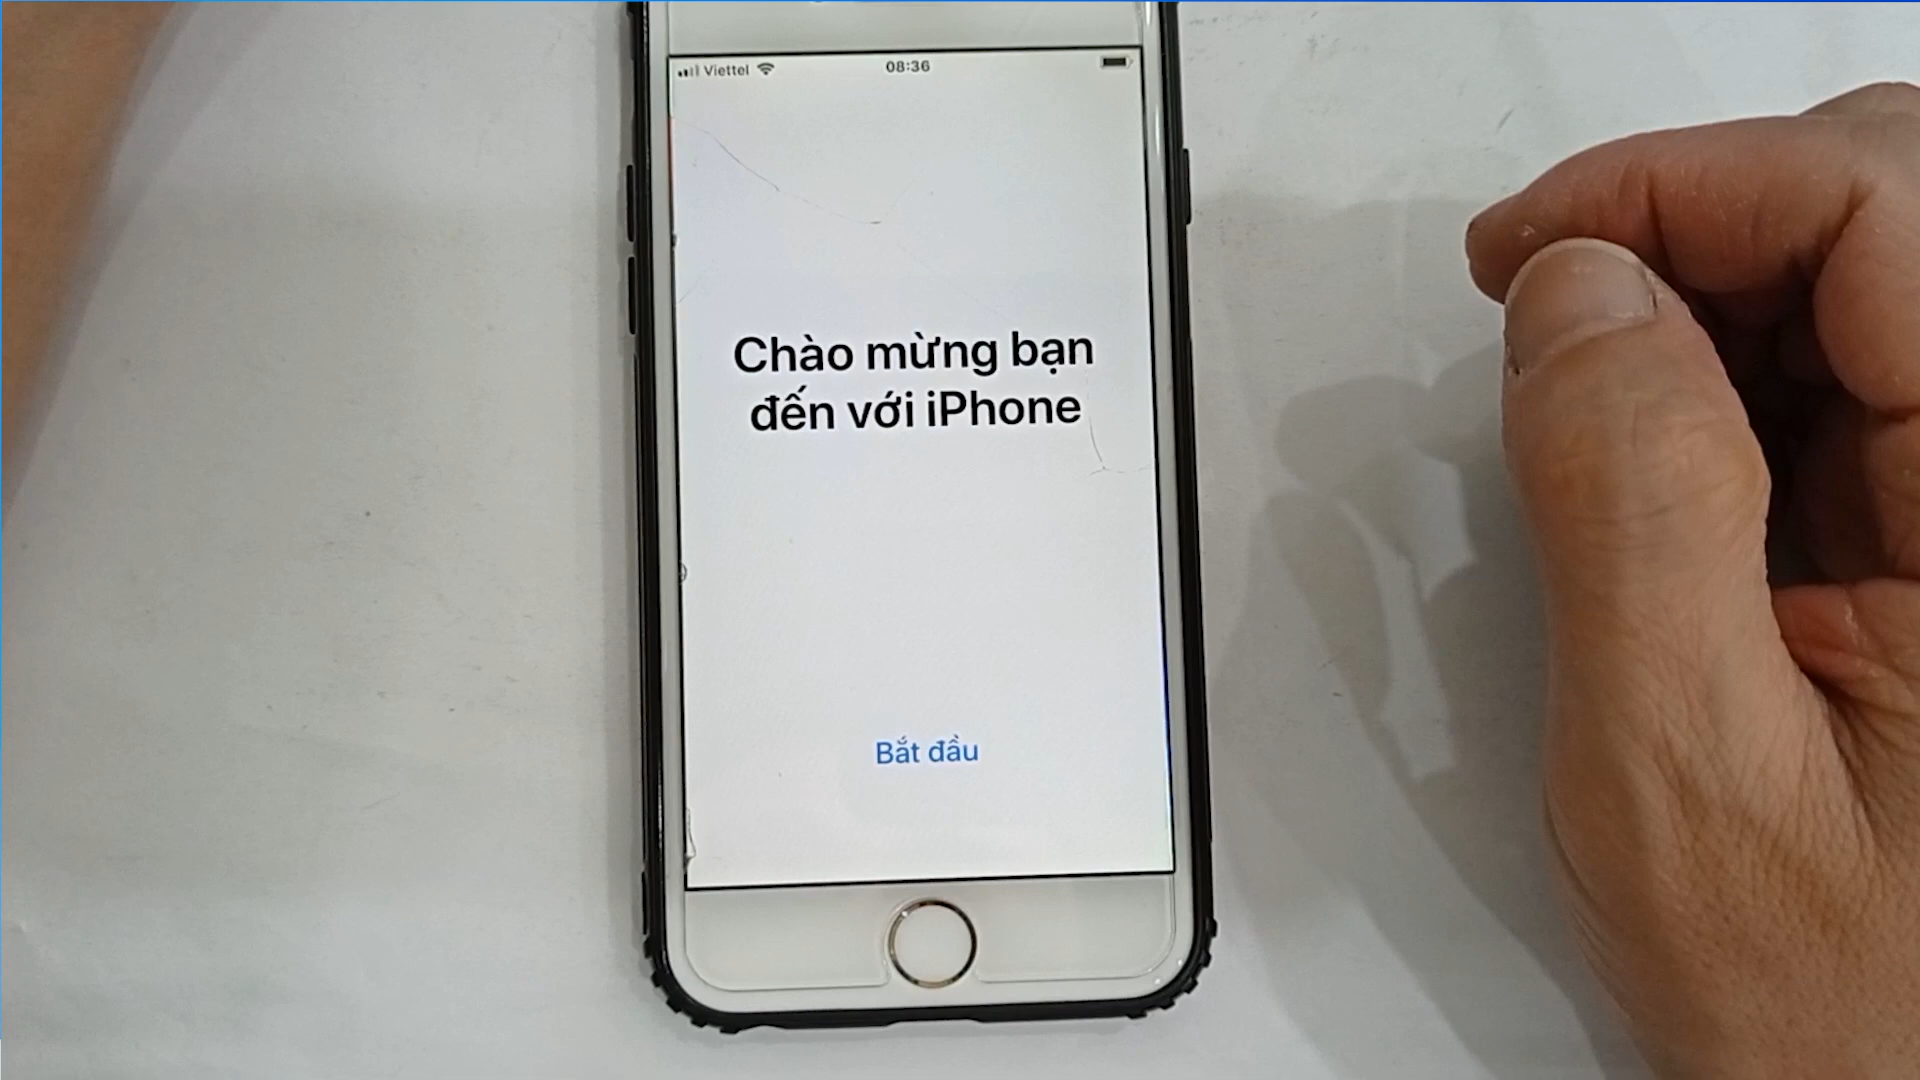 Viettel 08:36
Chào mừng bạn
đến với iPhone
Bắt đầu